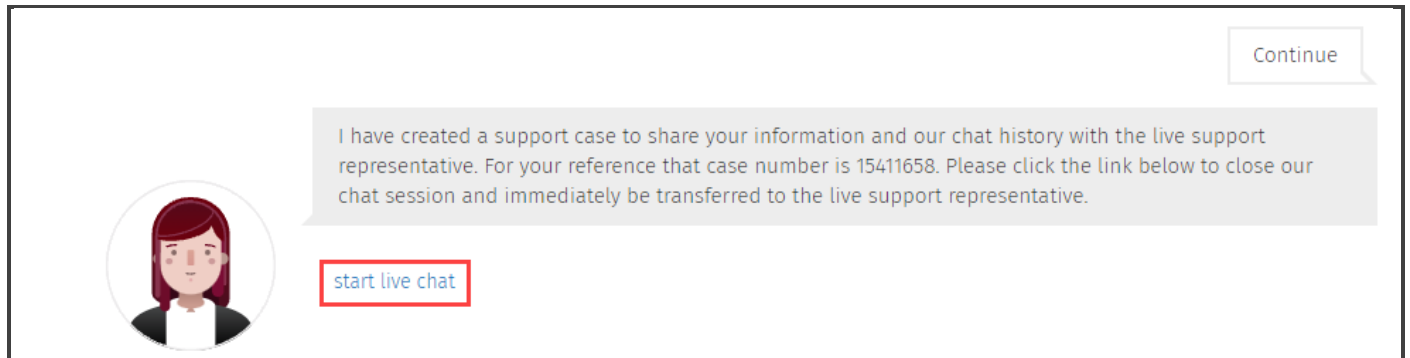 Continue
I have created a support case to share your information and our chat history with the live support
representative. For your reference that case number is 15411658. Please click the link below to close our
chat session and immediately be transferred to the live support representative.
start live chat